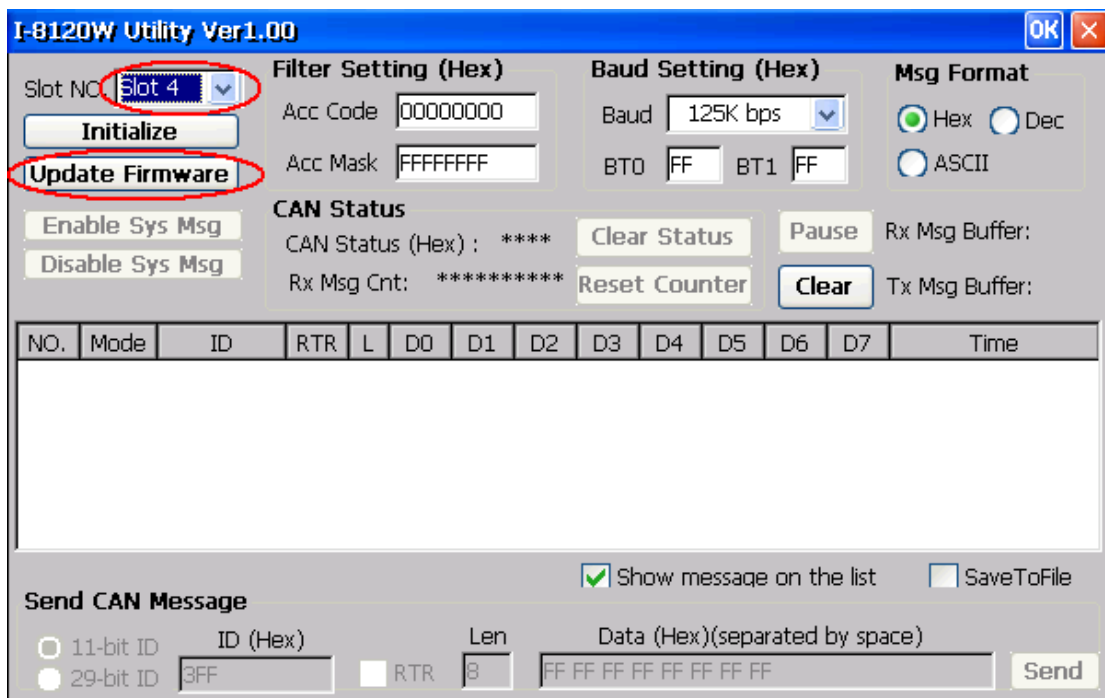 I-8120W Utility Ver1.00
OK
Slot NO. Slot 4
Initialize
Update Firmware
Enable Sys Msg
Disable Sys Msg
Filter Setting (Hex)
Acc Code 00000000
Acc Mask FFFFFFFF
Baud Setting (Hex)
Baud 125K bps
BT0 FF BT1 FF
Msg Format
Hex Dec
ASCII
CAN Status
CAN Status (Hex) : ****
Clear Status
Rx Msg Cnt: **********
Reset Counter
Pause Rx Msg Buffer:
Clear Tx Msg Buffer:
NO. Mode ID RTR L D0 D1 D2 D3 D4 D5 D6 D7 Time
Show message on the list SaveToFile
Send CAN Message
11-bit ID
29-bit ID
ID (Hex)
3FF
RTR
Len
8
Data (Hex)(separated by space)
FF FF FF FF FF FF FF FF
Send